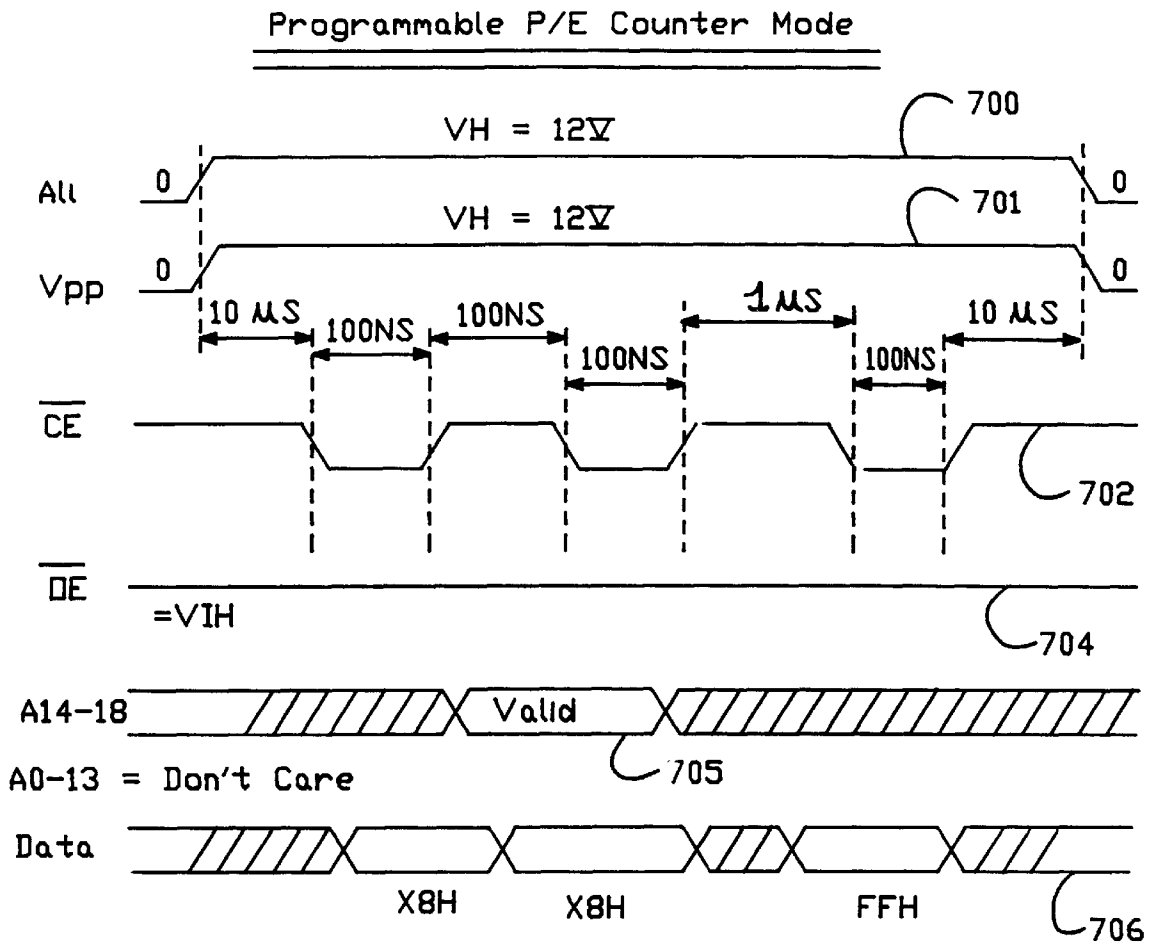 Programmable P/E Counter Mode
700
VH = 12V
0
0
All
701
VH = 12V
0
0
Vpp
10 µS
100NS
100NS
100NS
1µS
100NS
10 µS
CE
702
OE
=VIH
704
A14-18
Valid
705
A0-13 = Don't Care
Data
X8H
X8H
FFH
706